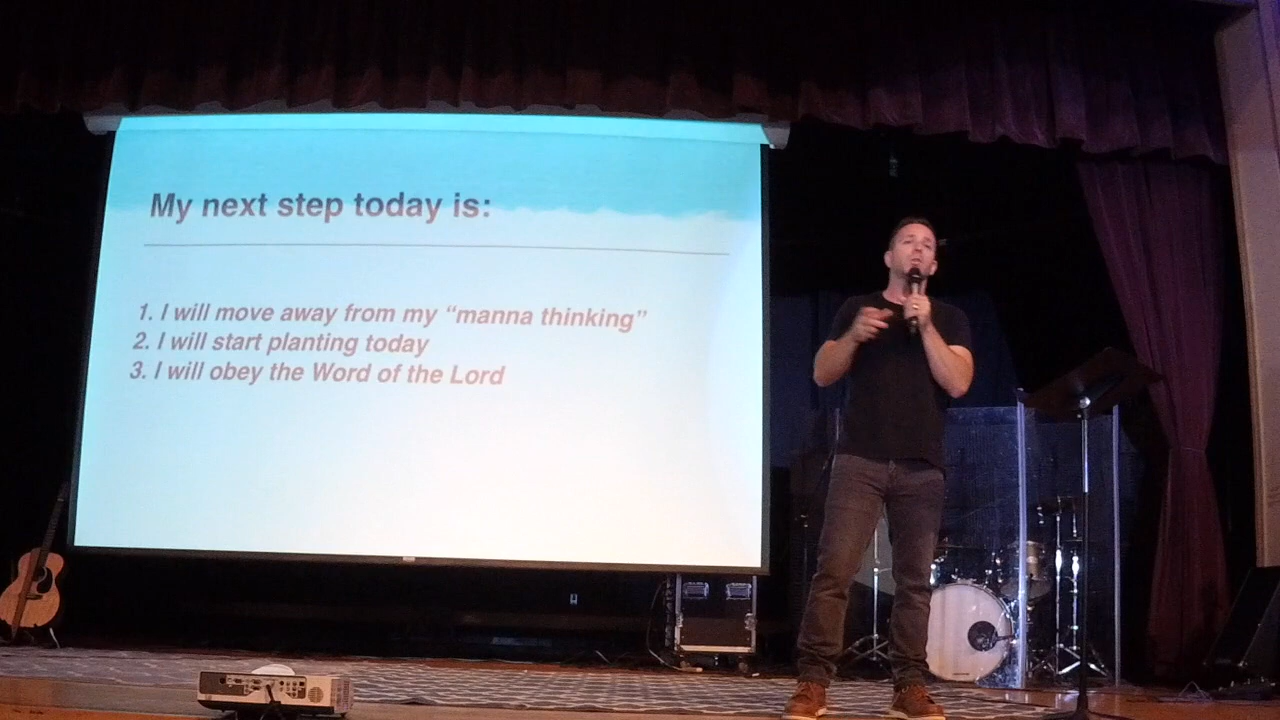 My next step today is:
1. I will move away from my “manna thinking”
2. I will start planting today
3. I will obey the Word of the Lord